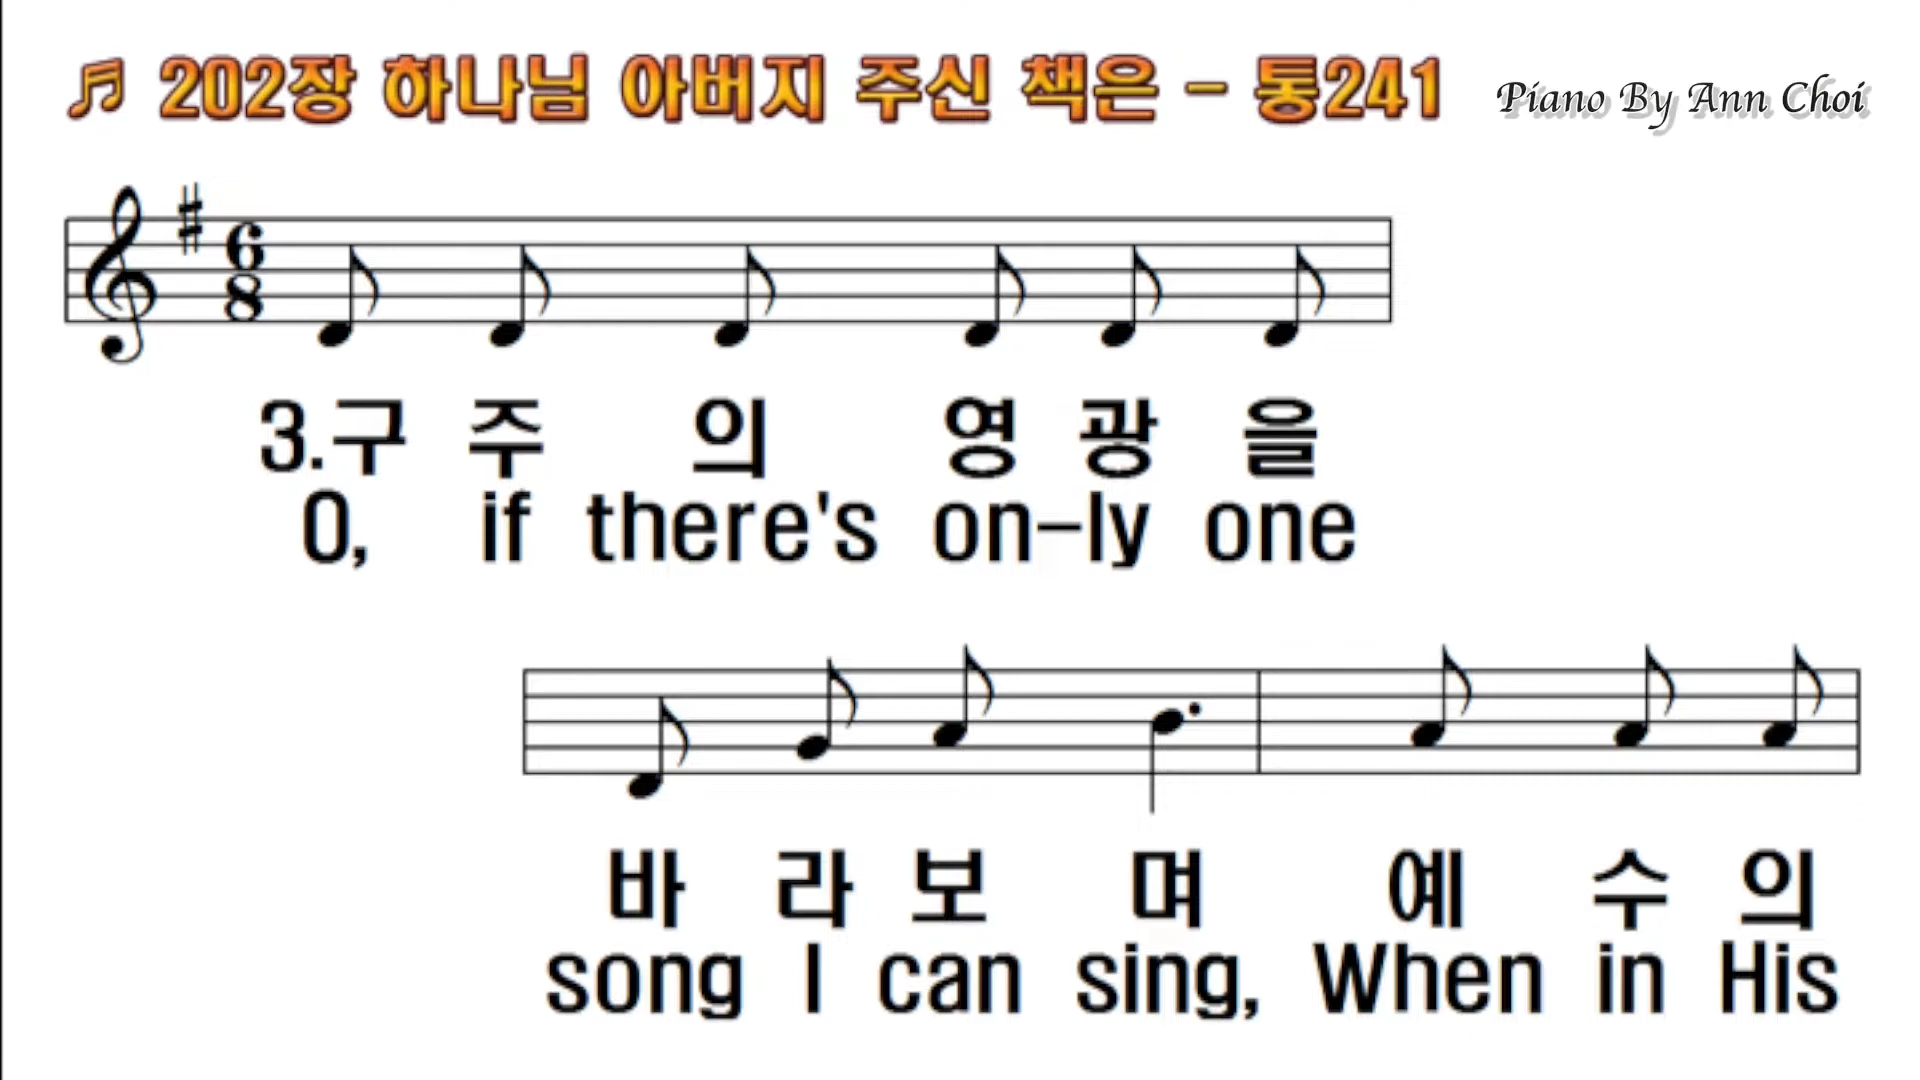 ♬ 202장 하나님 아버지 주신 책은 - 통241
Piano By Ann Choi
6
8
3.구 주 의 영 광 을
O, if there's on-ly one
바 라 보 며 예 수 의
song I can sing, When in His